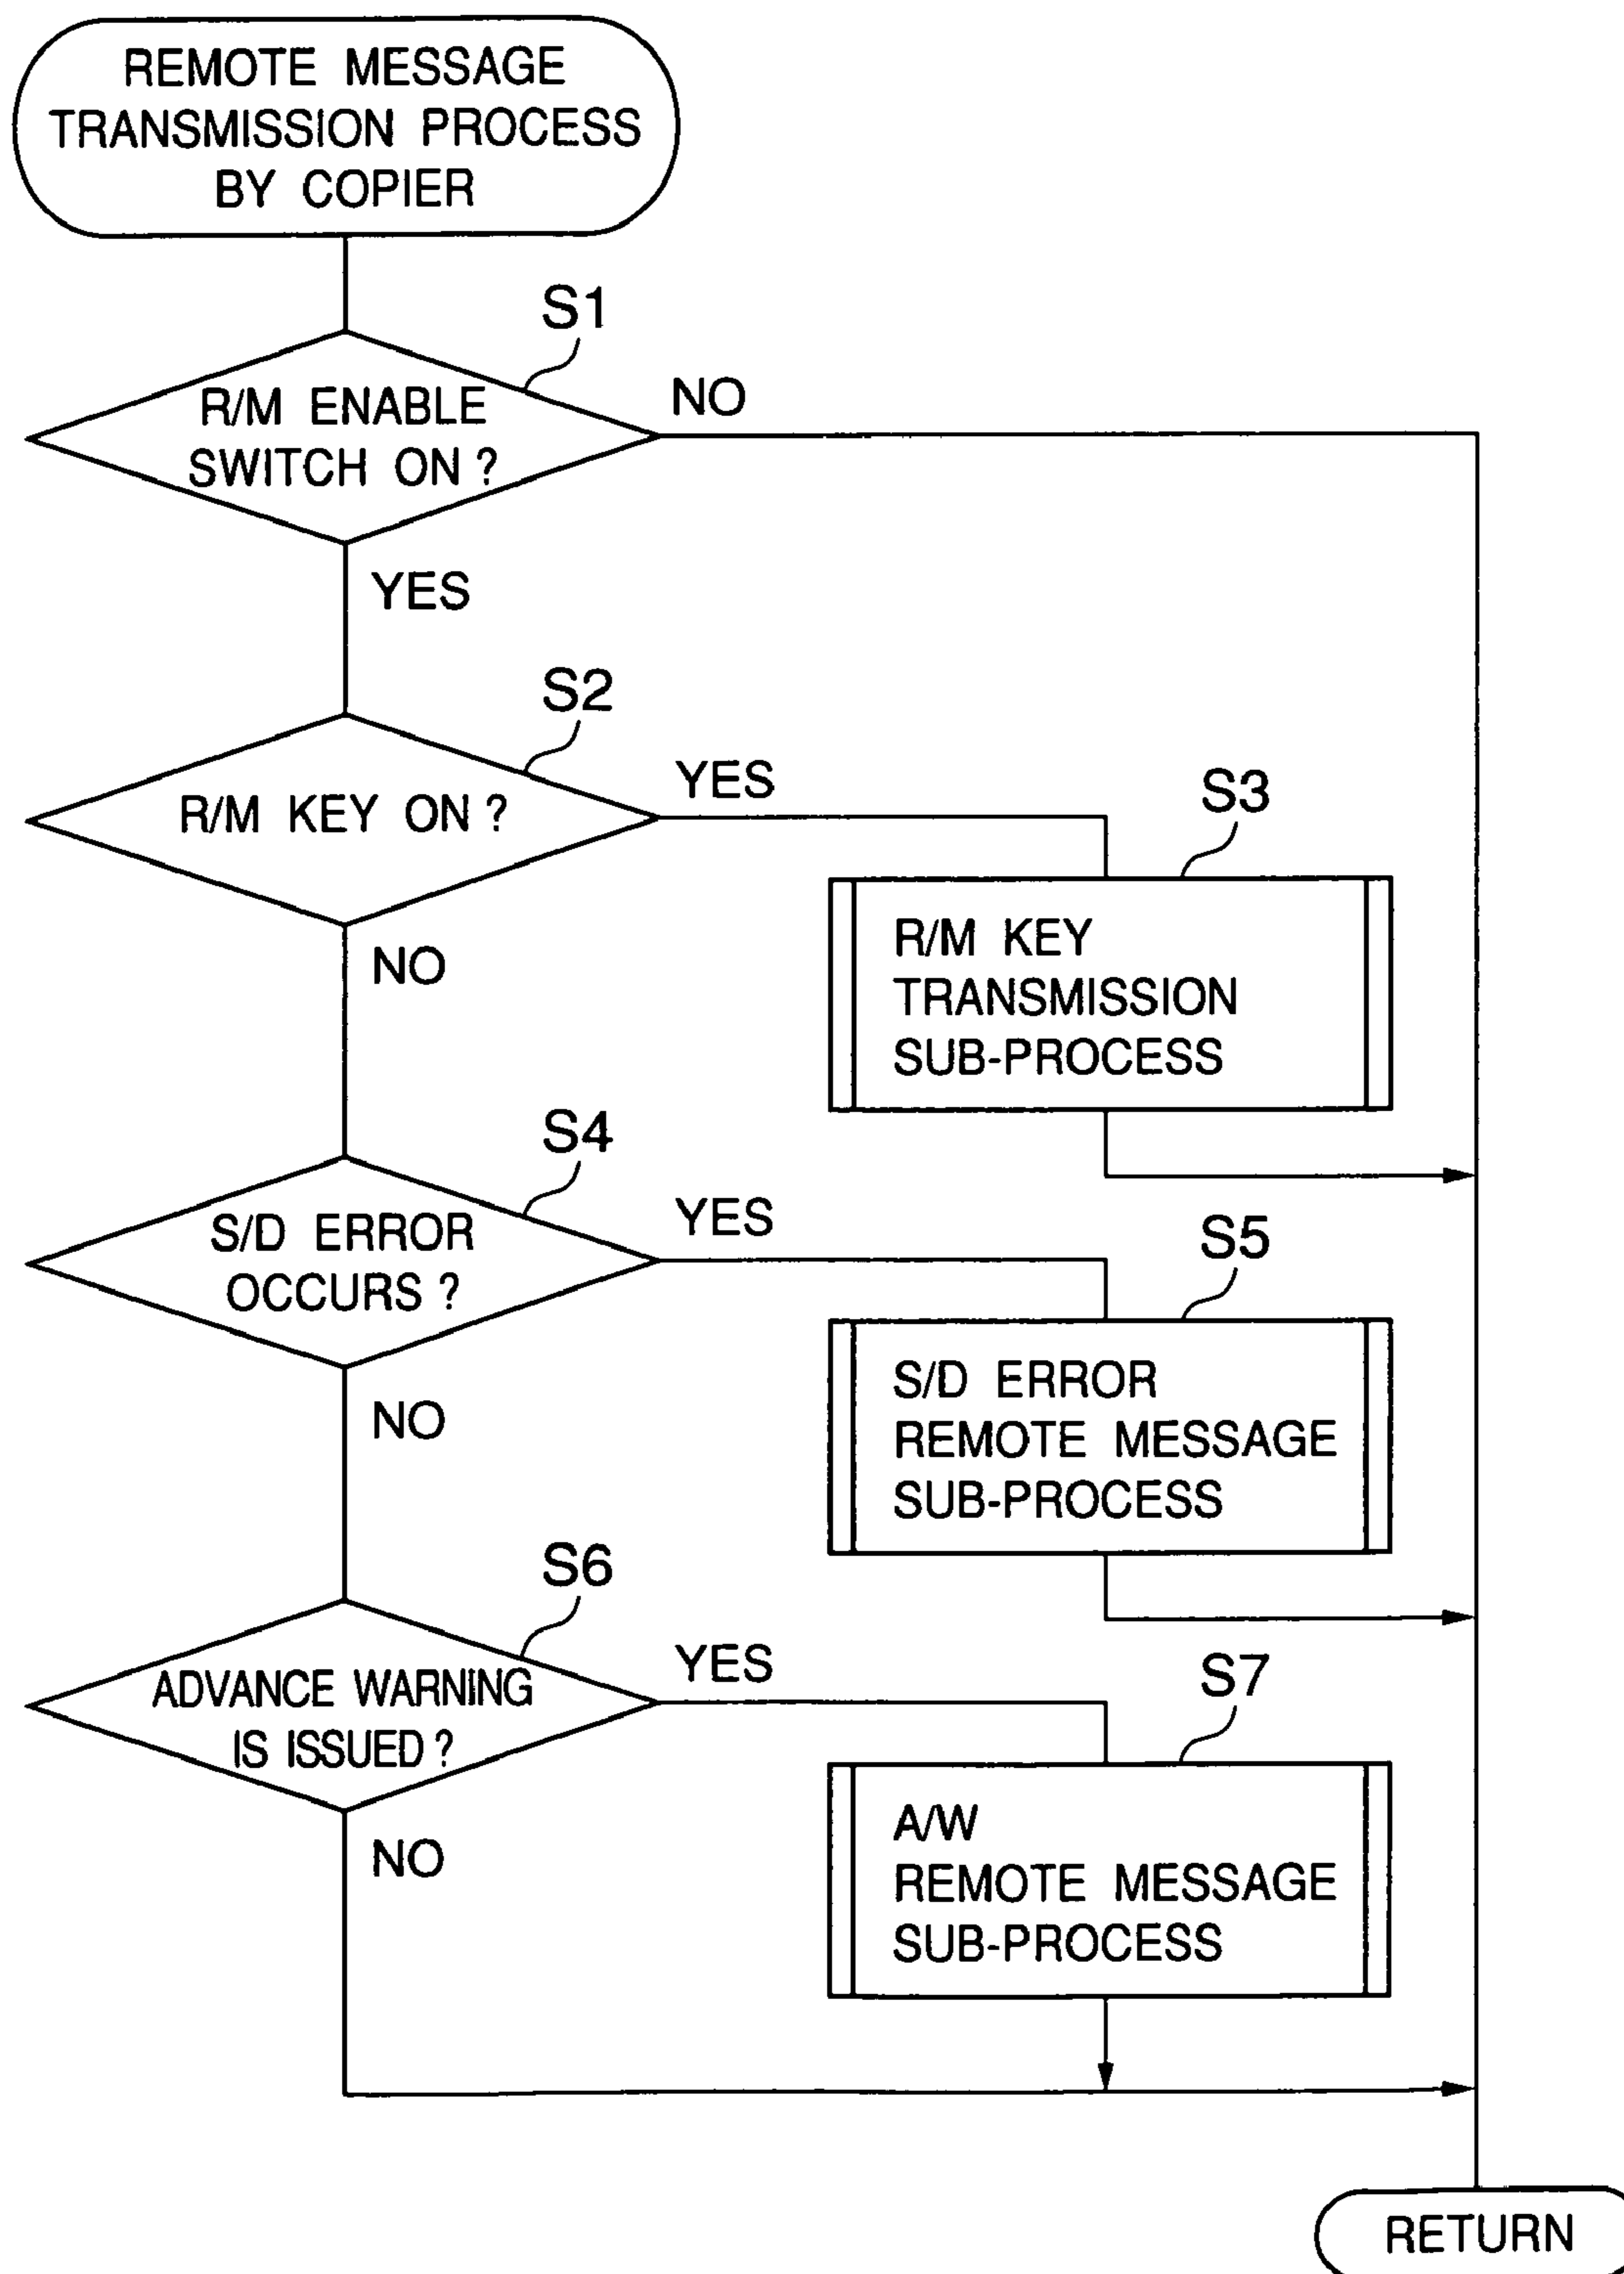 REMOTE MESSAGE
TRANSMISSION PROCESS
BY COPIER
S1
R/M ENABLE
SWITCH ON ?
NO
YES
S2
R/M KEY ON ?
YES
NO
S3
R/M KEY
TRANSMISSION
SUB-PROCESS
S4
S/D ERROR
OCCURS ?
YES
NO
S5
S/D ERROR
REMOTE MESSAGE
SUB-PROCESS
S6
ADVANCE WARNING
IS ISSUED ?
YES
NO
S7
A/W
REMOTE MESSAGE
SUB-PROCESS
RETURN